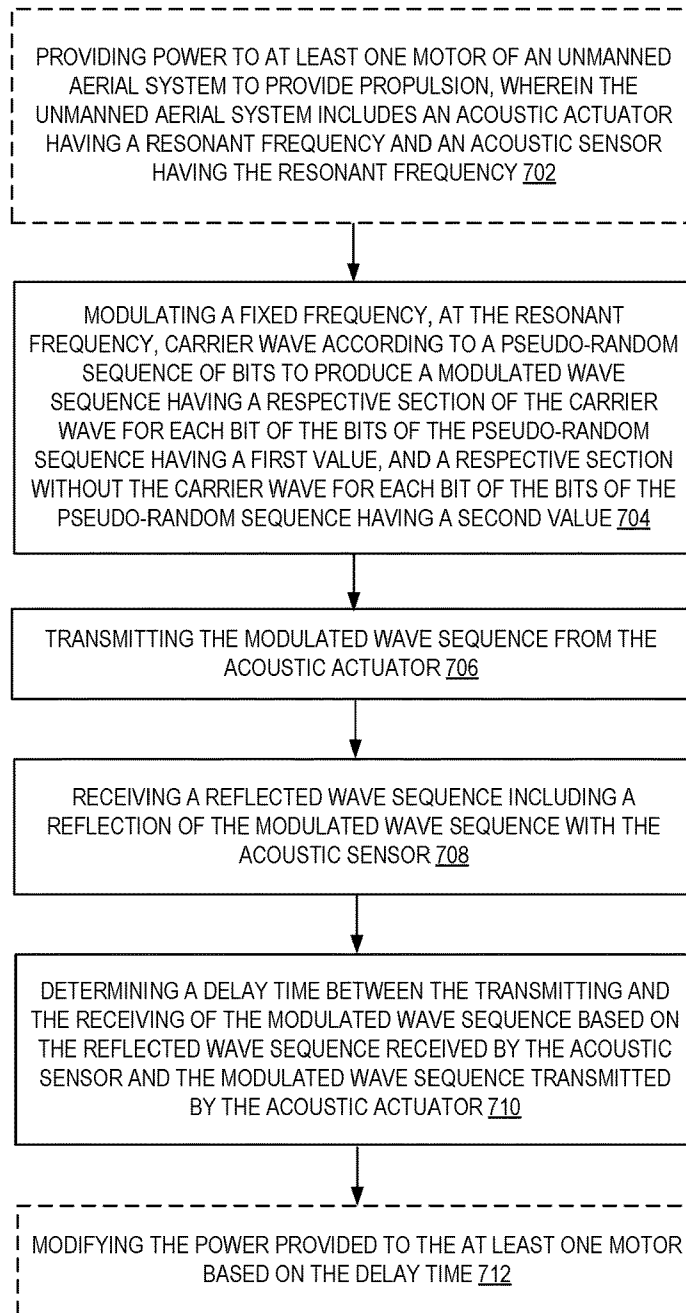 PROVIDING POWER TO AT LEAST ONE MOTOR OF AN UNMANNED
AERIAL SYSTEM TO PROVIDE PROPULSION, WHEREIN THE
UNMANNED AERIAL SYSTEM INCLUDES AN ACOUSTIC ACTUATOR
HAVING A RESONANT FREQUENCY AND AN ACOUSTIC SENSOR
HAVING THE RESONANT FREQUENCY 702
MODULATING A FIXED FREQUENCY, AT THE RESONANT
FREQUENCY, CARRIER WAVE ACCORDING TO A PSEUDO-RANDOM
SEQUENCE OF BITS TO PRODUCE A MODULATED WAVE
SEQUENCE HAVING A RESPECTIVE SECTION OF THE CARRIER
WAVE FOR EACH BIT OF THE BITS OF THE PSEUDO-RANDOM
SEQUENCE HAVING A FIRST VALUE, AND A RESPECTIVE SECTION
WITHOUT THE CARRIER WAVE FOR EACH BIT OF THE BITS OF THE
PSEUDO-RANDOM SEQUENCE HAVING A SECOND VALUE 704
TRANSMITTING THE MODULATED WAVE SEQUENCE FROM THE
ACOUSTIC ACTUATOR 706
RECEIVING A REFLECTED WAVE SEQUENCE INCLUDING A
REFLECTION OF THE MODULATED WAVE SEQUENCE WITH THE
ACOUSTIC SENSOR 708
DETERMINING A DELAY TIME BETWEEN THE TRANSMITTING AND
THE RECEIVING OF THE MODULATED WAVE SEQUENCE BASED ON
THE REFLECTED WAVE SEQUENCE RECEIVED BY THE ACOUSTIC
SENSOR AND THE MODULATED WAVE SEQUENCE TRANSMITTED
BY THE ACOUSTIC ACTUATOR 710
MODIFYING THE POWER PROVIDED TO THE AT LEAST ONE MOTOR
BASED ON THE DELAY TIME 712